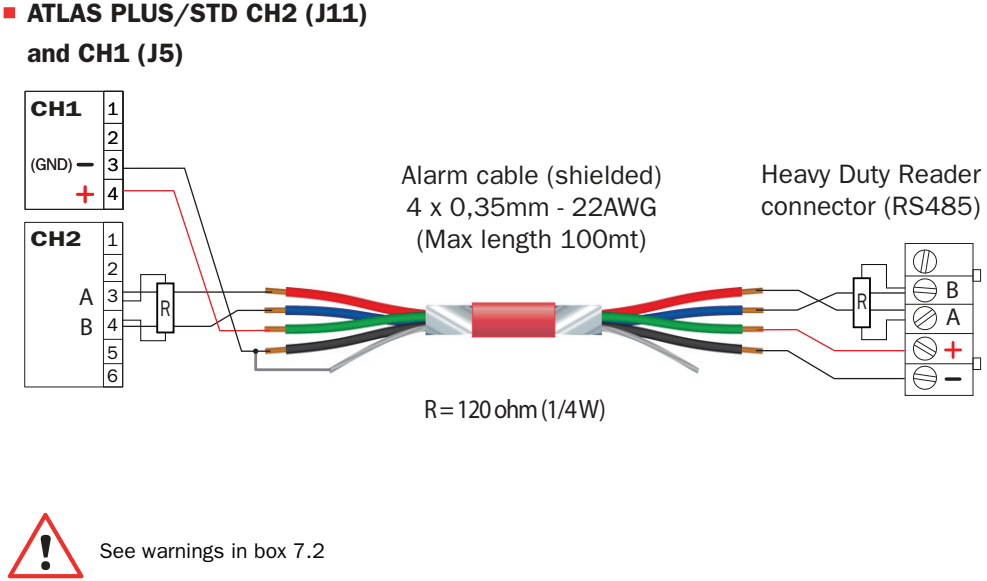 ATLAS PLUS/STD CH2 (J11)
and CH1 (J5)
CH1
1
2
(GND) − 3
+ 4
CH2
1
2
A 3
B 4
5
6
R
Alarm cable (shielded)
4 x 0,35mm - 22AWG
(Max length 100mt)
R = 120 ohm (1/4 W)
Heavy Duty Reader
connector (RS485)
R
B
A
+
−
!
See warnings in box 7.2